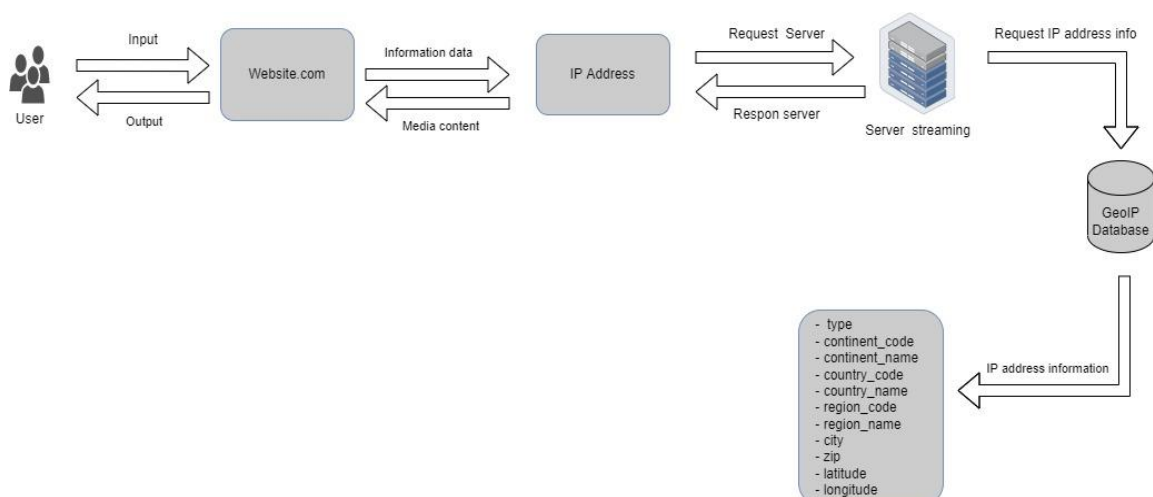 Input
Output
User
Website.com
Information data
Media content
IP Address
Request Server
Respon server
Server streaming
Request IP address info
GeoIP
Database
IP address information
- type
- continent_code
- continent_name
- country_code
- country_name
- region_code
- region_name
- city
- zip
- latitude
- longitude